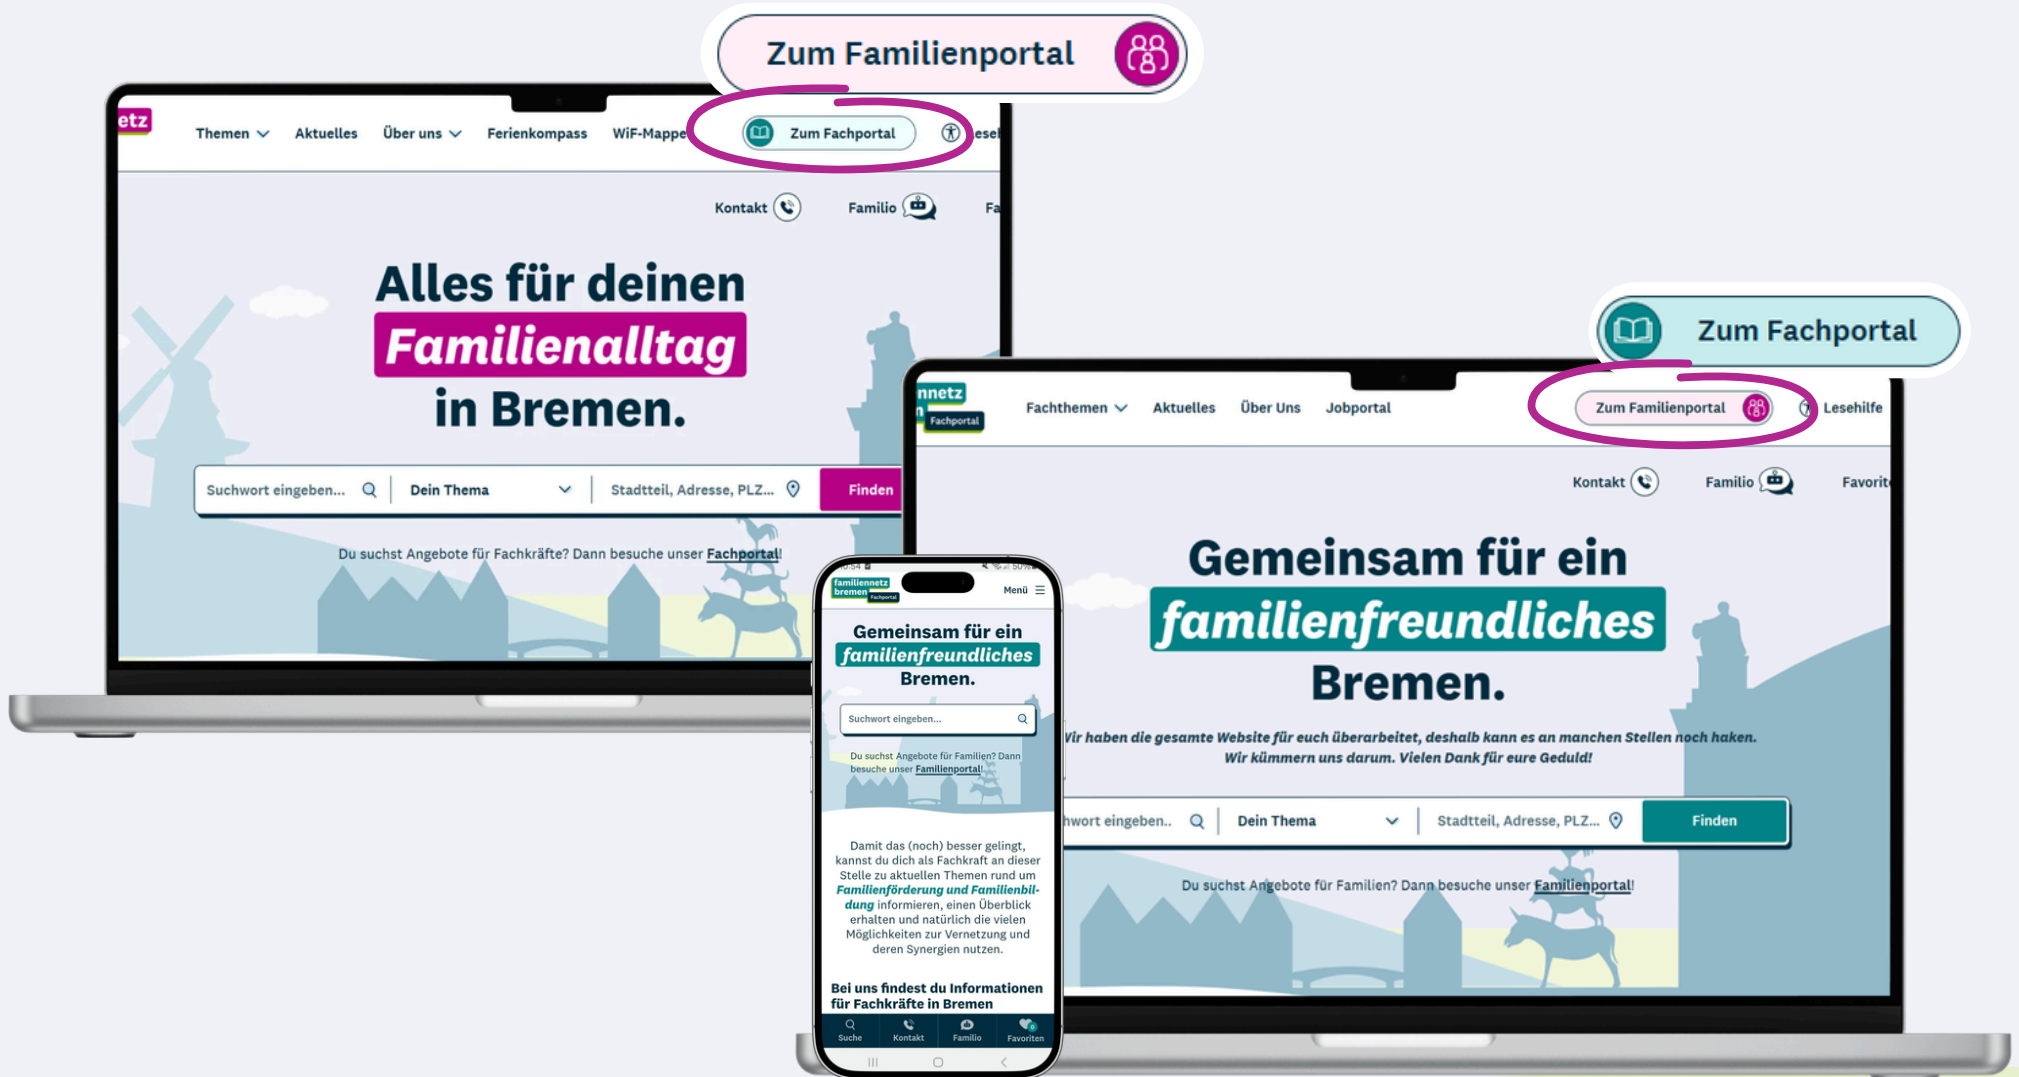 Zum Familienportal
etz
Themen
Aktuelles
Über uns
Ferienkompass
WiF-Mappe
Zum Fachportal
Kontakt
Familio
Alles für deinen
Familienalltag
in Bremen.
Suchwort eingeben...
Dein Thema
Stadtteil, Adresse, PLZ...
Finden
Du suchst Angebote für Fachkräfte? Dann besuche unser Fachportal!
Zum Fachportal
nnetz
Fachportal
Fachthemen
Aktuelles
Über Uns
Jobportal
Zum Familienportal
Lesehilfe
Kontakt
Familio
Favorit
Gemeinsam für ein
familienfreundliches
Bremen.
Wir haben die gesamte Website für euch überarbeitet, deshalb kann es an manchen Stellen noch haken.
Wir kümmern uns darum. Vielen Dank für eure Geduld!
hwort eingeben..
Dein Thema
Stadtteil, Adresse, PLZ...
Finden
Du suchst Angebote für Familien? Dann besuche unser Familienportal!
10:54
50%
familiennetz
bremen
Fachportal
Menü
Gemeinsam für ein
familienfreundliches
Bremen.
Suchwort eingeben...
Du suchst Angebote für Familien? Dann
besuche unser Familienportal!
Damit das (noch) besser gelingt,
kannst du dich als Fachkraft an dieser
Stelle zu aktuellen Themen rund um
Familienförderung und Familienbil-
dung informieren, einen Überblick
erhalten und natürlich die vielen
Möglichkeiten zur Vernetzung und
deren Synergien nutzen.
Bei uns findest du Informationen
für Fachkräfte in Bremen
Suche
Kontakt
Familio
Favoriten
0